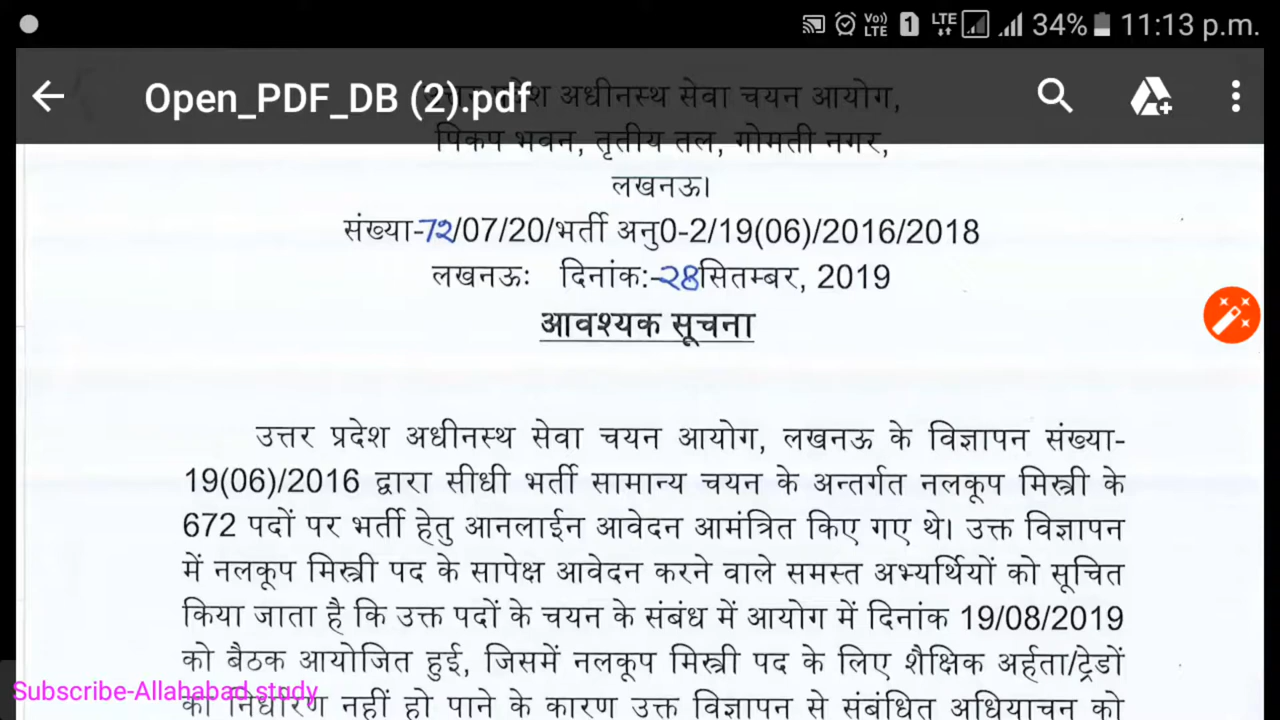 34% 11:13 p.m.
Open_PDF_DB (2).pdf
प्रदेश अधीनस्थ सेवा चयन आयोग,
पिकप भवन, तृतीय तल, गोमती नगर,
लखनऊ।
संख्या-72/07/20/भर्ती अनु0-2/19(06)/2016/2018
लखनऊः दिनांकः-28सितम्बर, 2019
आवश्यक सूचना
उत्तर प्रदेश अधीनस्थ सेवा चयन आयोग, लखनऊ के विज्ञापन संख्या-
19(06)/2016 द्वारा सीधी भर्ती सामान्य चयन के अन्तर्गत नलकूप मिस्त्री के
672 पदों पर भर्ती हेतु आनलाईन आवेदन आमंत्रित किए गए थे। उक्त विज्ञापन
में नलकूप मिस्त्री पद के सापेक्ष आवेदन करने वाले समस्त अभ्यर्थियों को सूचित
किया जाता है कि उक्त पदों के चयन के संबंध में आयोग में दिनांक 19/08/2019
को बैठक आयोजित हुई, जिसमें नलकूप मिस्त्री पद के लिए शैक्षिक अर्हता/ट्रेडों
Subscribe-Allahabad study
का निर्धारण नहीं हो पाने के कारण उक्त विज्ञापन से संबंधित अधियाचन को